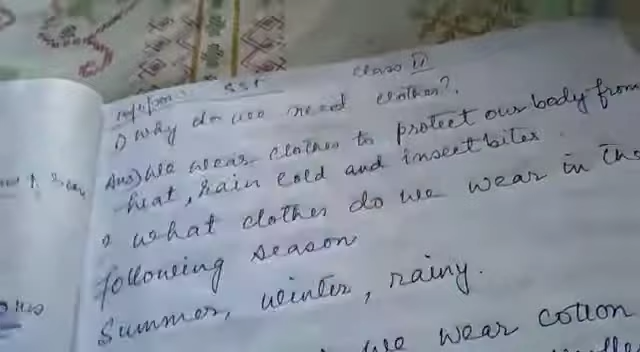 SST class II
1) Why do we need clothes?.
Ans) We wear clothes to protect our body from
heat, rain cold and insect bites.
What clothes do we wear in the
following season
Summer, winter, rainy.
we wear cotton